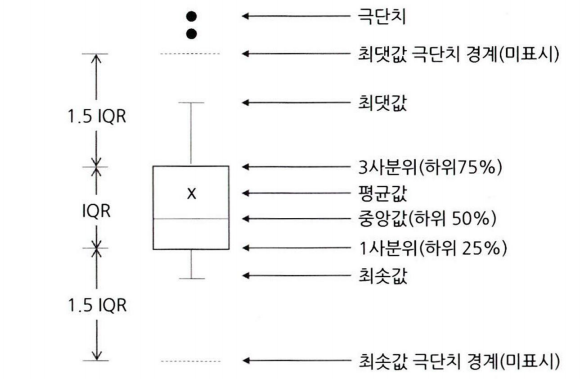 극단치
최댓값 극단치 경계(미표시)
최댓값
1.5 IQR
3사분위(하위75%)
X
평균값
IQR
중앙값(하위 50%)
1사분위(하위 25%)
최솟값
1.5 IQR
최솟값 극단치 경계(미표시)